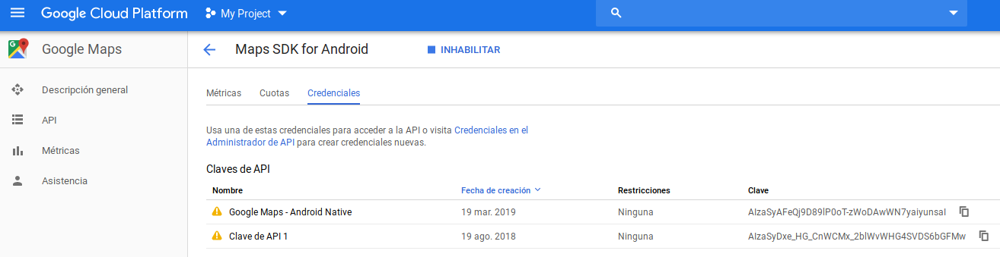 Google Cloud Platform
My Project
Google Maps
Maps SDK for Android
INHABILITAR
Descripción general
API
Métricas
Asistencia
Métricas Cuotas Credenciales
Usa una de estas credenciales para acceder a la API o visita Credenciales en el
Administrador de API para crear credenciales nuevas.
Claves de API
Nombre Fecha de creación Restricciones Clave
Google Maps - Android Native 19 mar. 2019 Ninguna AIzaSyAFeQj9D89lP0oT-zWoDAwWN7yaiyunsaI
Clave de API 1 19 ago. 2018 Ninguna AIzaSyDxe_HG_CnWCMx_2blWvWHG4SVDS6bGFMw